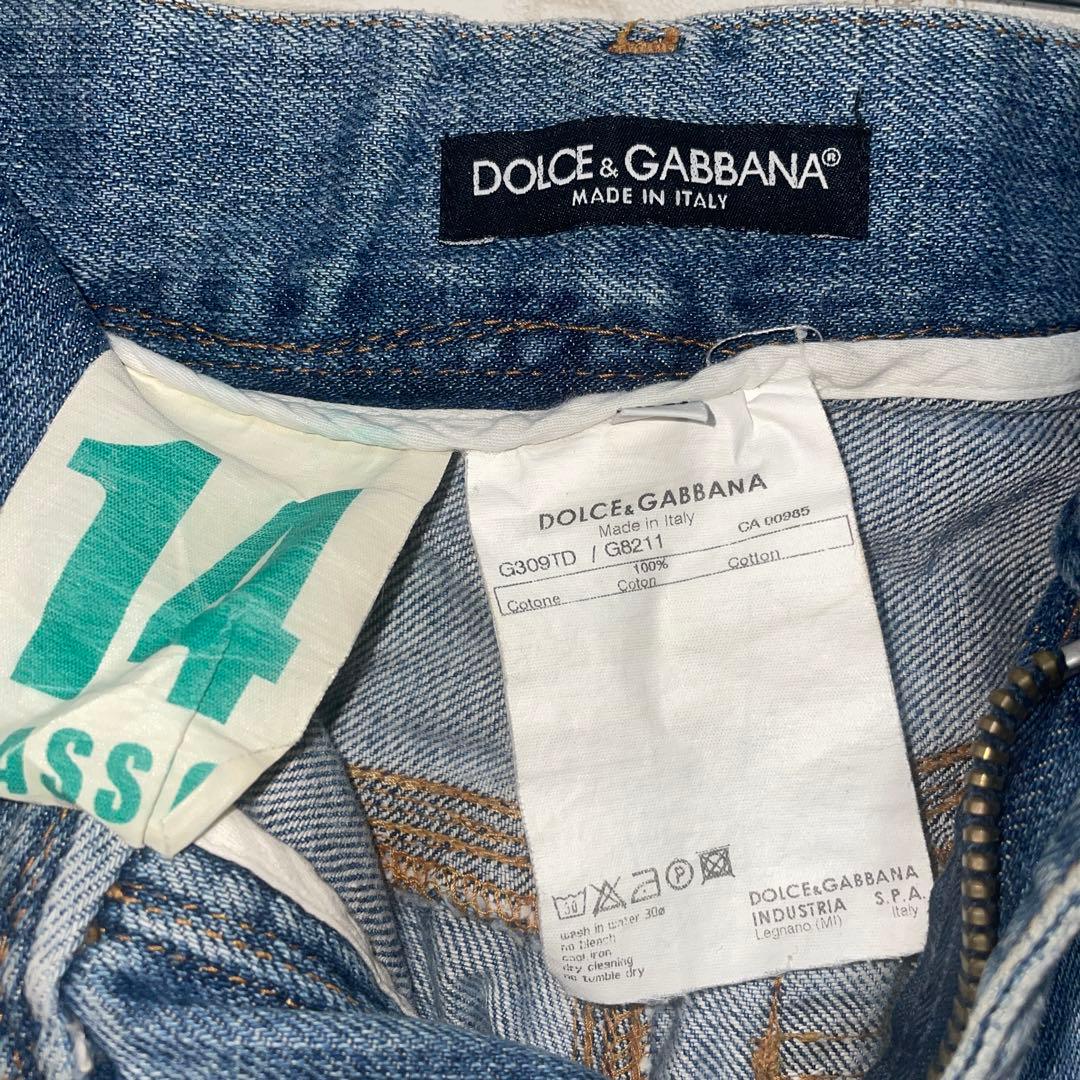 DOLCE & GABBANA®
MADE IN ITALY
14
ASS
DOLCE & GABBANA
Made in Italy
CA 00985
G309TD / G8211
100%
Cotone Coton Cotton
30
P
wash in water 30ø
no bleach
cool iron
dry cleaning
no tumble dry
DOLCE & GABBANA
INDUSTRIA S.P.A.
Legnano (MI) Italy